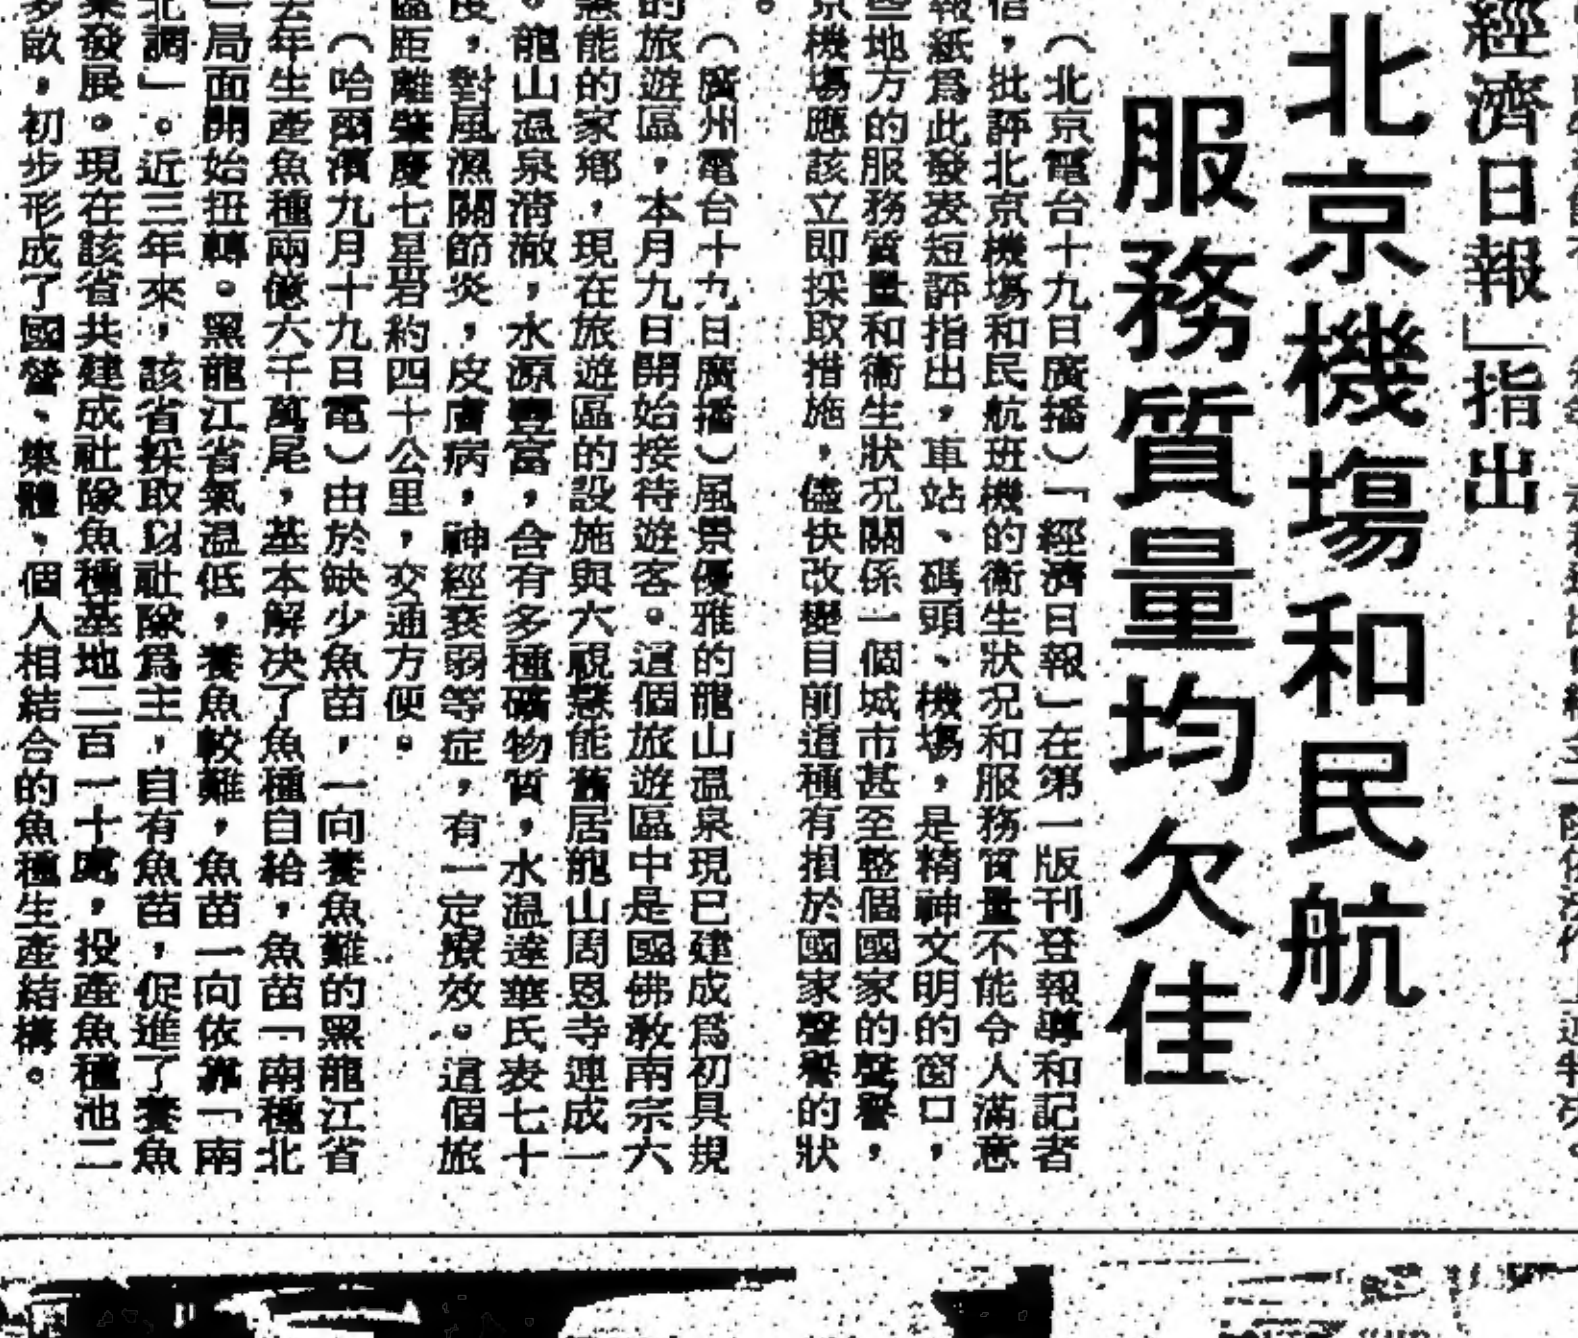 經濟日報」指出
北京機場和民航
服務質量均欠佳
（北京電台十九日廣播）「經濟日報」在第一版刊登報導和記者
信，批評北京機場和民航班機的衛生狀况和服務質量不能令人滿意
報紙爲此發表短評指出，車站、碼頭、機場，是精神文明的窗口，
些地方的服務質量和衛生狀况關係一個城市甚至整個國家的聲譽，
京機場應該立即採取措施，儘快改變目前這種有損於國家聲譽的狀
。
（廣州電台十九日廣播）風景優雅的龍山温泉現已建成爲初具規
的旅遊區，本月九日開始接待遊客。這個旅遊區中是國佛教南宗六
慧能的家鄉，現在旅遊區的設施與六祖慧能舊居龍山周恩寺連成一
。龍山温泉清澈，水源豐富，含有多種礦物質，水温達華氏表七十
度，對風濕關節炎，皮膚病，神經衰弱等症，有一定療效。這個旅
區距離肇慶七星岩約四十公里，交通方便。
（哈爾濱九月十九日電）由於缺少魚苗，一向養魚難的黑龍江省
去年生產魚種兩億六千萬尾，基本解决了魚種自給，魚苗「南魚種北
」局面開始扭轉。黑龍江省氣温低，養魚較難，魚苗一向依靠「南
北調」。近三年來，該省採取以社隊爲主，自有魚苗，促進了養魚
業發展。現在該省共建成社隊魚種基地二百一十處，投產魚種池二
多畝，初步形成了國營、集體、個人相結合的魚種生產結構。